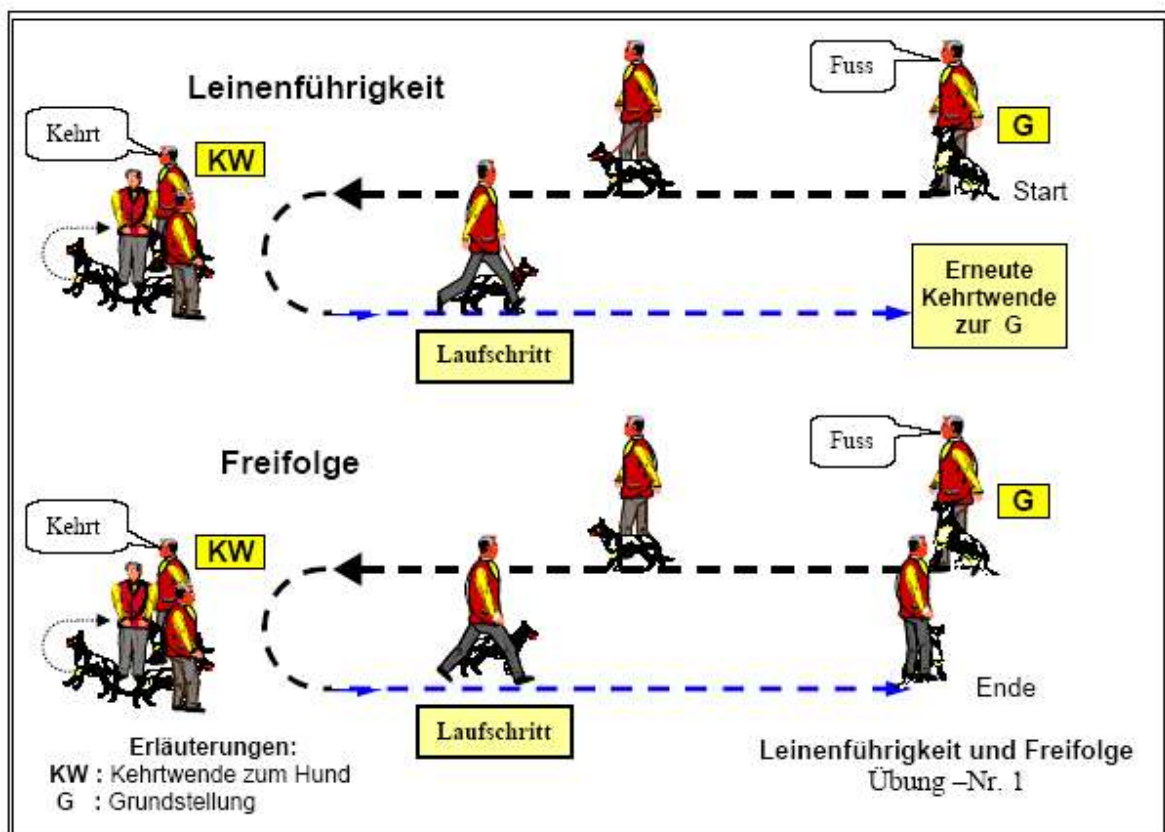 Leinenführigkeit
Fuss
Kehrt
KW
G
Start
Erneute
Kehrtwende
zur G
Laufschritt
Freifolge
Fuss
Kehrt
KW
G
Ende
Laufschritt
Erläuterungen:
KW : Kehrtwende zum Hund
G : Grundstellung
Leinenführigkeit und Freifolge
Übung –Nr. 1